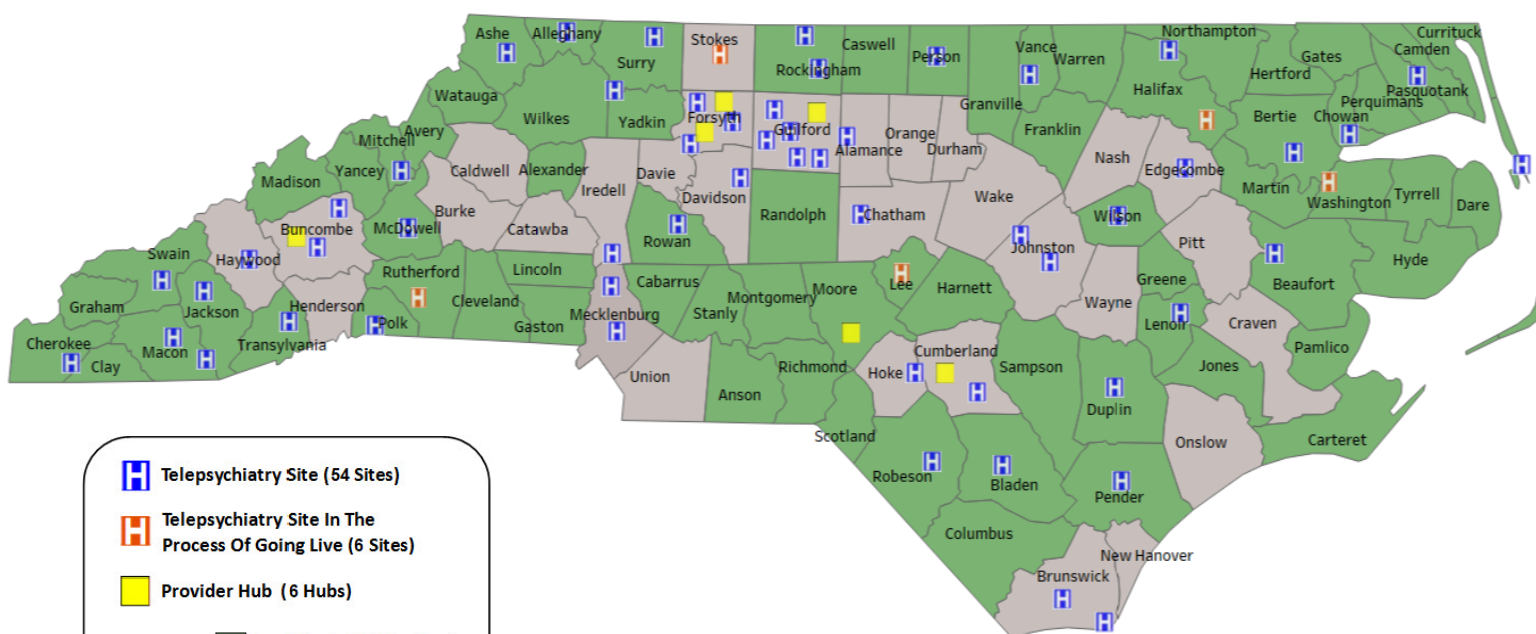 Ashe
Alleghany
Surry
Stokes
Rockingham
Caswell
Person
Granville
Vance
Warren
Northampton
Halifax
Hertford
Gates
Currituck
Camden
Pasquotank
Perquimans
Chowan
Bertie
Watauga
Wilkes
Yadkin
Forsyth
Guilford
Alamance
Orange
Durham
Franklin
Nash
Edgecombe
Martin
Washington
Tyrrell
Dare
Mitchell
Avery
Yancey
Madison
Caldwell
Alexander
Iredell
Davie
Davidson
Randolph
Chatham
Wake
Wilson
Pitt
Johnston
Hyde
Beaufort
Burke
McDowell
Buncombe
Haywood
Swain
Graham
Jackson
Catawba
Rowan
Lincoln
Rutherford
Cleveland
Gaston
Henderson
Polk
Transylvania
Cherokee
Clay
Macon
Cabarrus
Mecklenburg
Stanly
Montgomery
Moore
Lee
Harnett
Greene
Wayne
Lenoir
Craven
Pamlico
Jones
Union
Anson
Richmond
Hoke
Cumberland
Sampson
Duplin
Onslow
Carteret
Scotland
Robeson
Bladen
Pender
Columbus
New Hanover
Brunswick
Telepsychiatry Site (54 Sites)
Telepsychiatry Site In The
Process Of Going Live (6 Sites)
Provider Hub (6 Hubs)